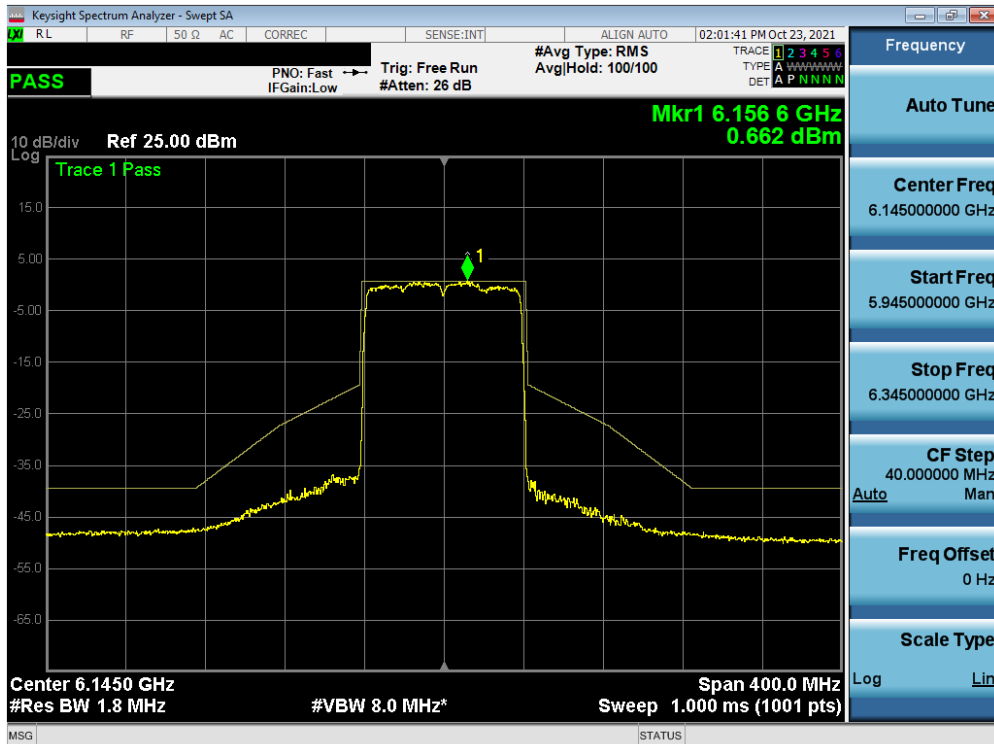 Keysight Spectrum Analyzer - Swept SA
LXI RL RF 50 Ω AC CORREC SENSE:INT ALIGN AUTO 02:01:41 PM Oct 23, 2021
PASS
PNO: Fast
IFGain:Low
Trig: Free Run
#Atten: 26 dB
#Avg Type: RMS
Avg|Hold: 100/100
TRACE 1 2 3 4 5 6
TYPE A WWWWW
DET A P N N N N
Mkr1 6.156 6 GHz
0.662 dBm
10 dB/div Ref 25.00 dBm
Log
Trace 1 Pass
15.0
5.00
-5.00
-15.0
-25.0
-35.0
-45.0
-55.0
-65.0
1
Center 6.1450 GHz Span 400.0 MHz
#Res BW 1.8 MHz #VBW 8.0 MHz* Sweep 1.000 ms (1001 pts)
MSG STATUS
Frequency
Auto Tune
Center Freq
6.145000000 GHz
Start Freq
5.945000000 GHz
Stop Freq
6.345000000 GHz
CF Step
40.000000 MHz
Auto Man
Freq Offset
0 Hz
Scale Type
Log Lin